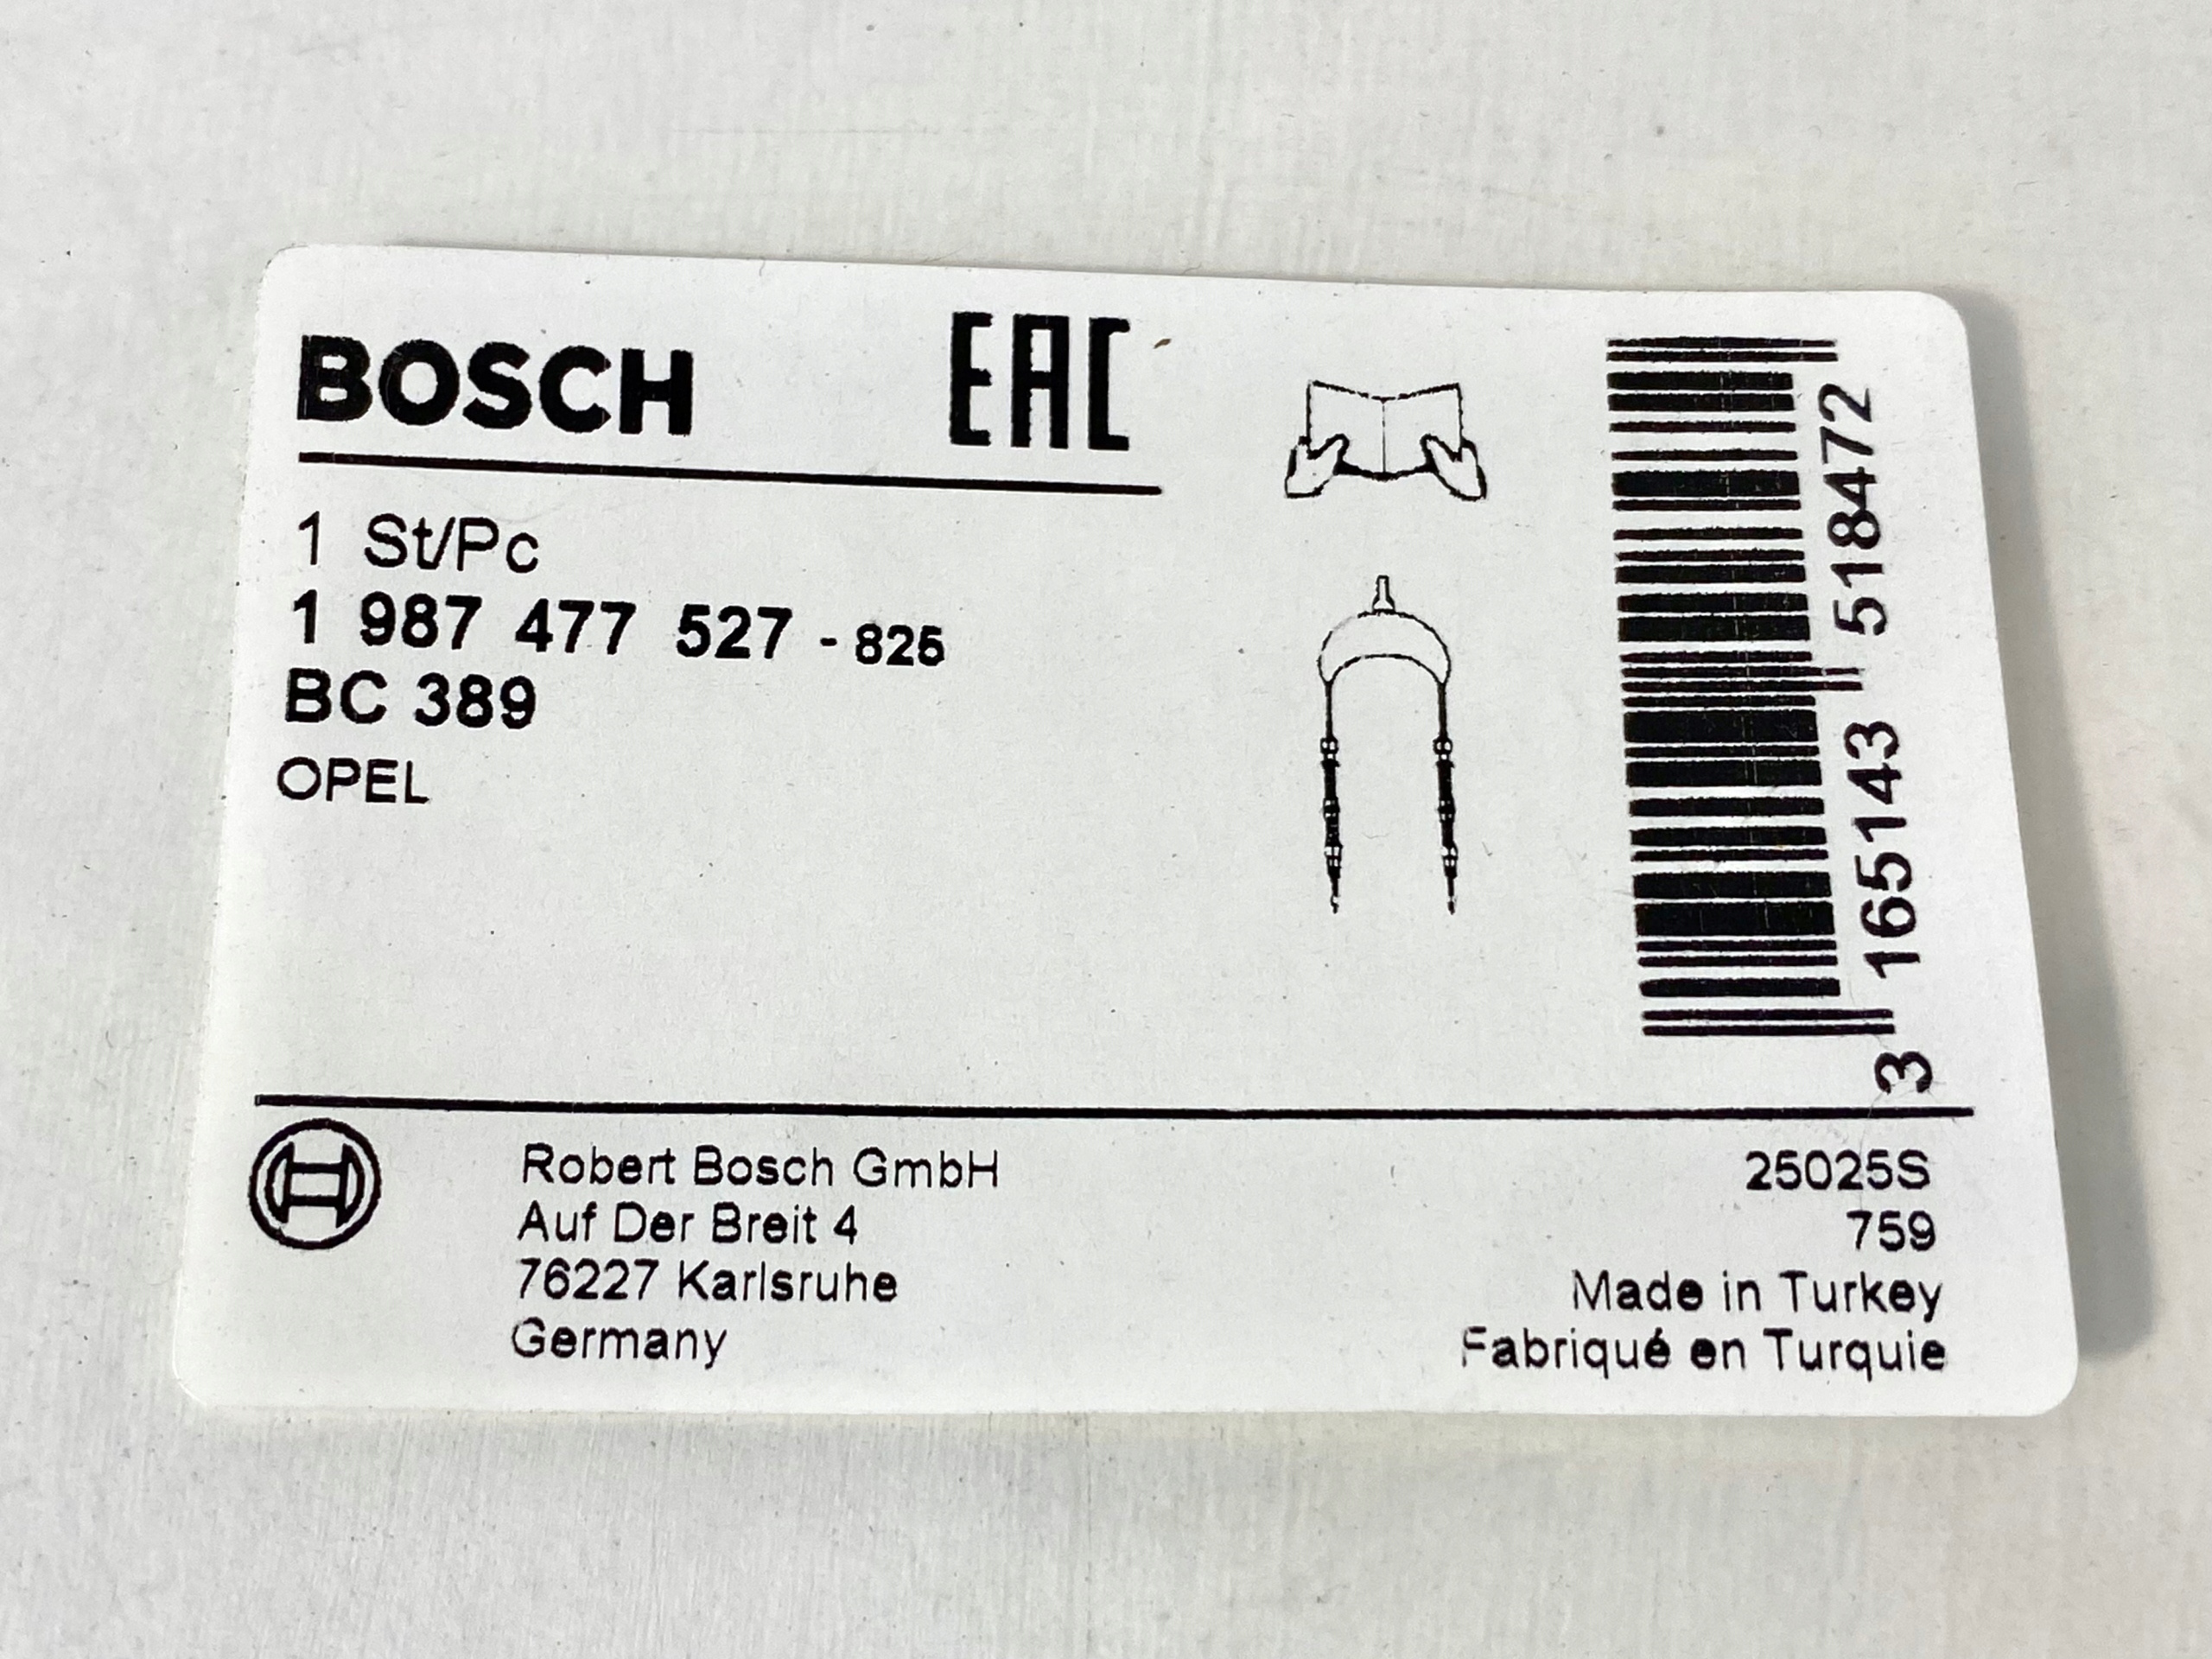 BOSCH
EAC
1 St/Pc
1 987 477 527 - 825
BC 389
OPEL
3 165143 518472
Robert Bosch GmbH
Auf Der Breit 4
76227 Karlsruhe
Germany
25025S
759
Made in Turkey
Fabriqué en Turquie